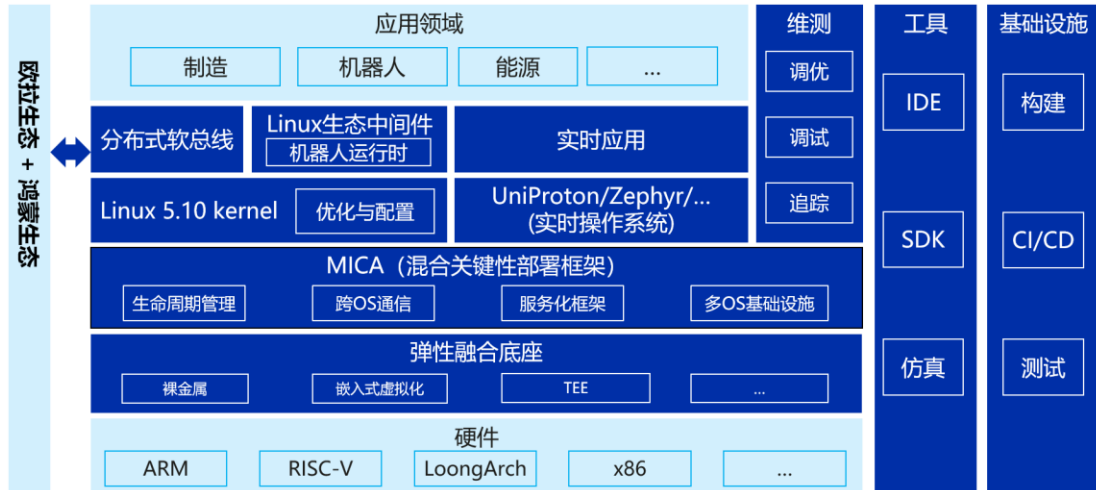 欧拉生态 + 鸿蒙生态
应用领域
制造
机器人
能源
...
分布式软总线
Linux生态中间件
机器人运行时
实时应用
Linux 5.10 kernel
优化与配置
UniProton/Zephyr/...
(实时操作系统)
MICA（混合关键性部署框架）
生命周期管理
跨OS通信
服务化框架
多OS基础设施
弹性融合底座
裸金属
嵌入式虚拟化
TEE
...
硬件
ARM
RISC-V
LoongArch
x86
...
维测
调优
调试
追踪
工具
IDE
SDK
仿真
基础设施
构建
CI/CD
测试